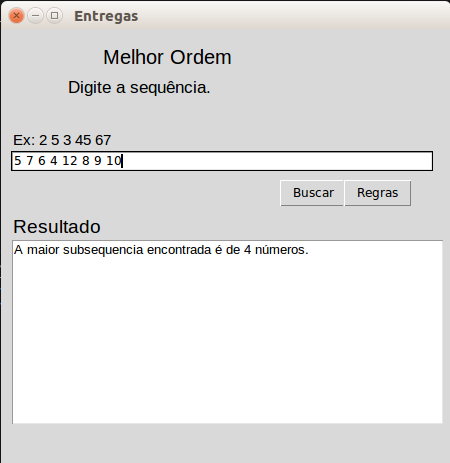 Entregas
Melhor Ordem
Digite a sequência.
Ex: 2 5 3 45 67
5 7 6 4 12 8 9 10
Buscar Regras
Resultado
A maior subsequencia encontrada é de 4 números.